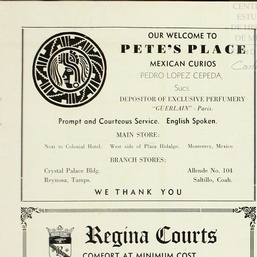 OUR WELCOME TO
PETE'S PLACE
MEXICAN CURIOS
PEDRO LOPEZ CEPEDA,
Sucs.
DEPOSITOR OF EXCLUSIVE PERFUMERY
"GUERLAIN" - Paris.
Prompt and Courteous Service. English Spoken.
MAIN STORE:
Next to Colonial Hotel. West side of Plaza Hidalgo. Monterrey, Mexico
BRANCH STORES:
Crystal Palace Bldg. Allende No. 104
Reynosa, Tamps. Saltillo, Coah.
WE THANK YOU
Regina Courts
COMFORT AT MINIMUM COST